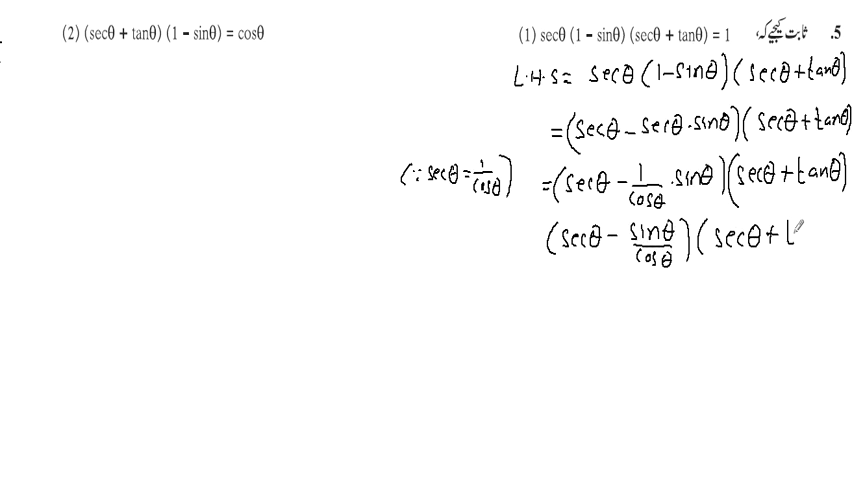 5. ثابت کیجیے کہ، (1) secθ (1 – sinθ) (secθ + tanθ) = 1 (2) (secθ + tanθ) (1 – sinθ) = cosθ
L.H.S = secθ (1-sinθ) (secθ+tanθ)
= (secθ - secθ . sinθ) (secθ + tanθ)
= (secθ - 1/cosθ . sinθ) (secθ + tanθ) (∵ secθ = 1/cosθ)
(secθ - sinθ/cosθ) (secθ + t